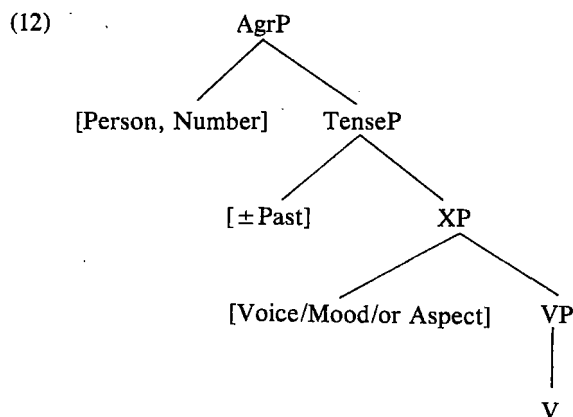 (12) AgrP
[Person, Number] TenseP
[±Past] XP
[Voice/Mood/or Aspect] VP
V